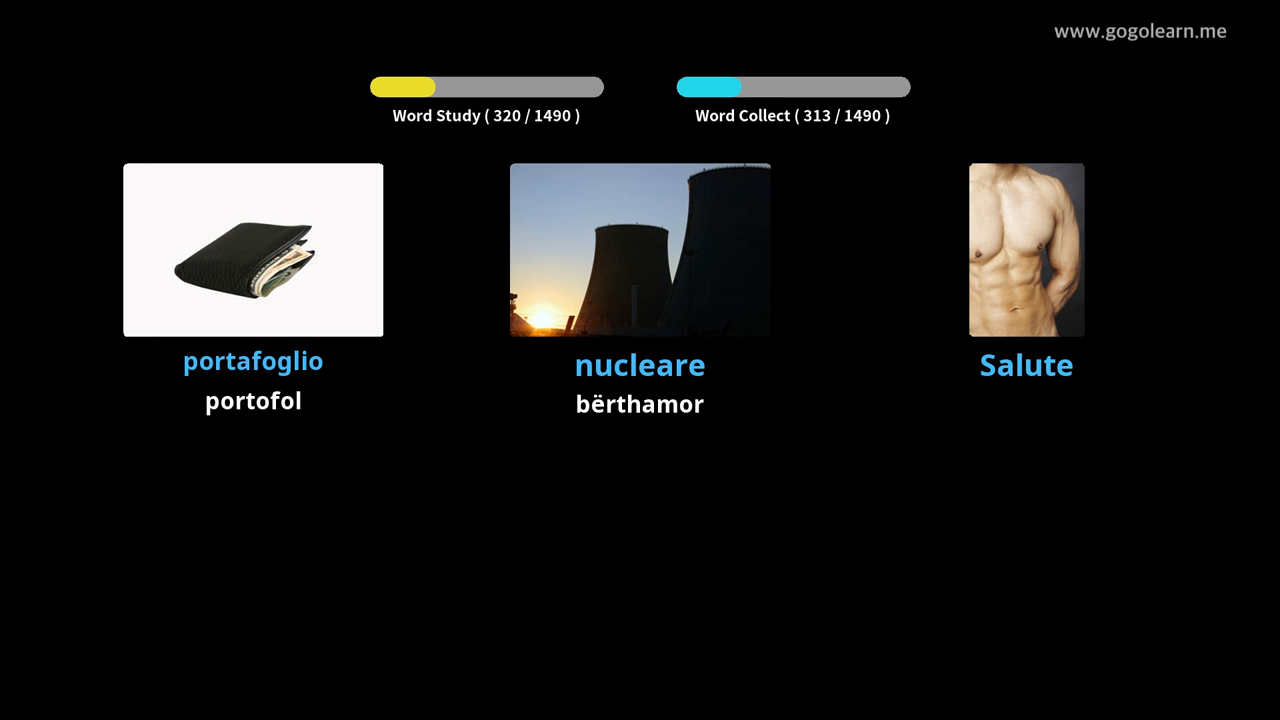 www.gogolearn.me
Word Study ( 320 / 1490 )
Word Collect ( 313 / 1490 )
portafoglio
portofol
nucleare
bërthamor
Salute